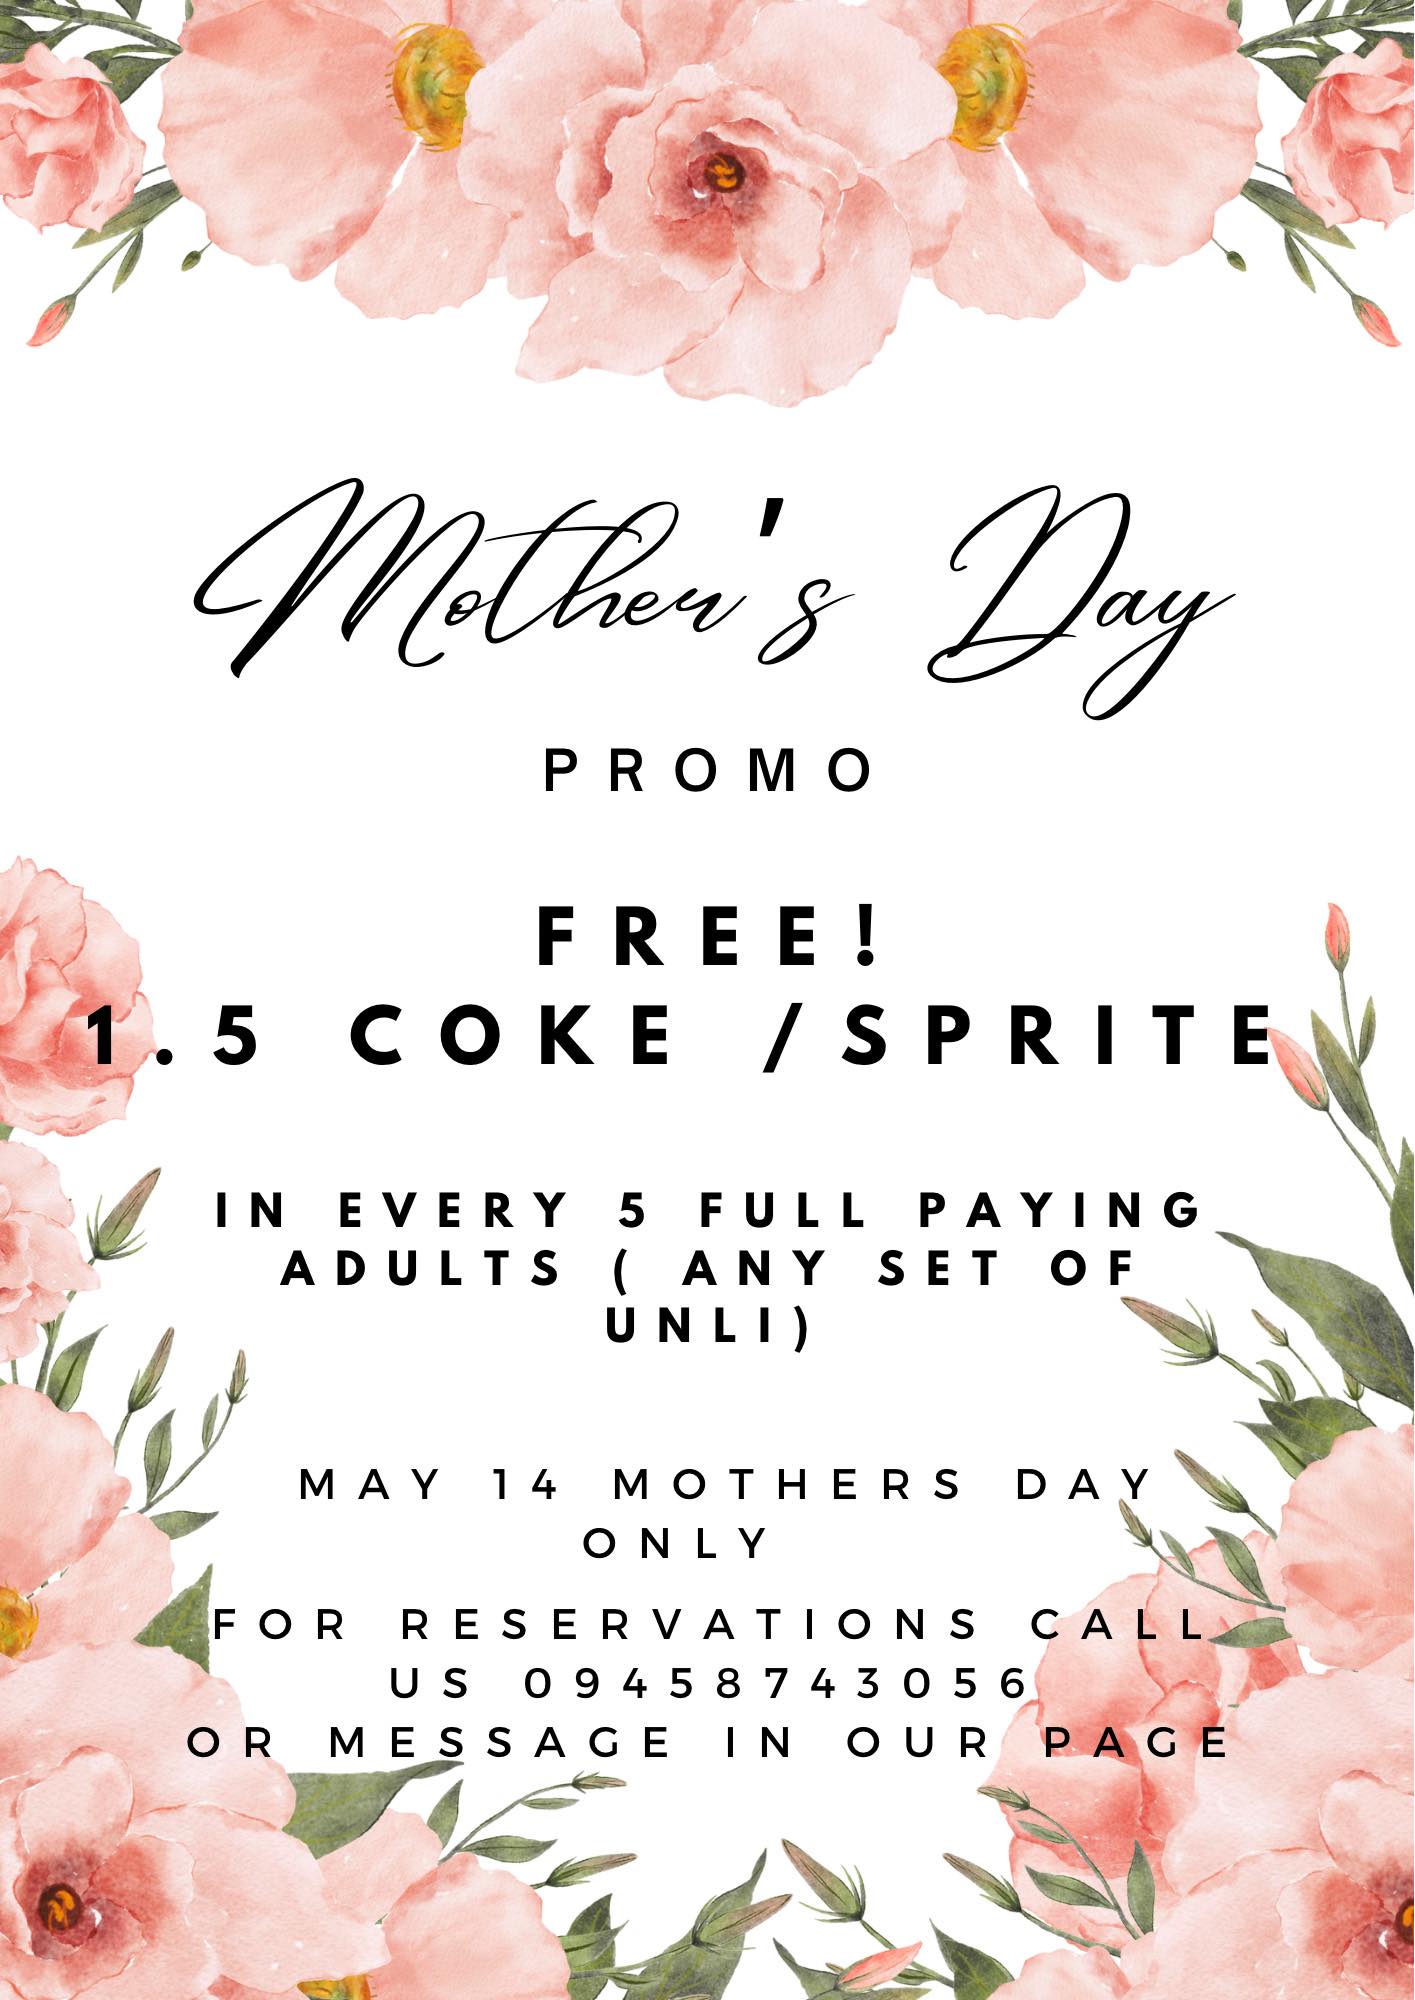 Mother's Day
PROMO
FREE!
1.5 COKE /SPRITE
IN EVERY 5 FULL PAYING
ADULTS ( ANY SET OF
UNLI)
MAY 14 MOTHERS DAY
ONLY
FOR RESERVATIONS CALL
US 09458743056
OR MESSAGE IN OUR PAGE